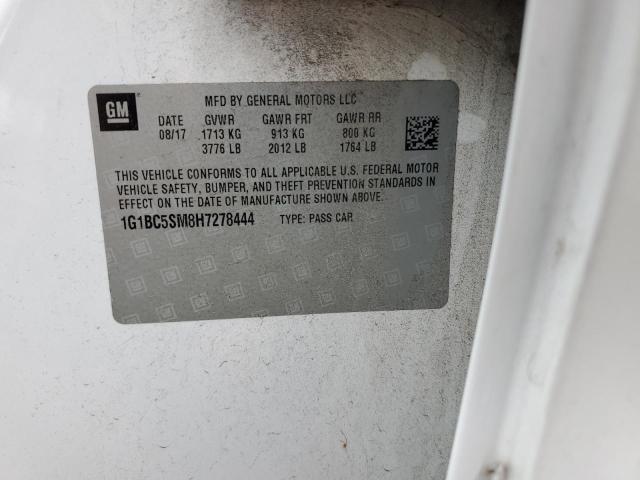 GM
MFD BY GENERAL MOTORS LLC
DATE GVWR GAWR FRT GAWR RR
08/17 1713 KG 913 KG 800 KG
3776 LB 2012 LB 1764 LB
THIS VEHICLE CONFORMS TO ALL APPLICABLE U.S. FEDERAL MOTOR
VEHICLE SAFETY, BUMPER, AND THEFT PREVENTION STANDARDS IN
EFFECT ON THE DATE OF MANUFACTURE SHOWN ABOVE.
1G1BC5SM8H7278444 TYPE: PASS CAR